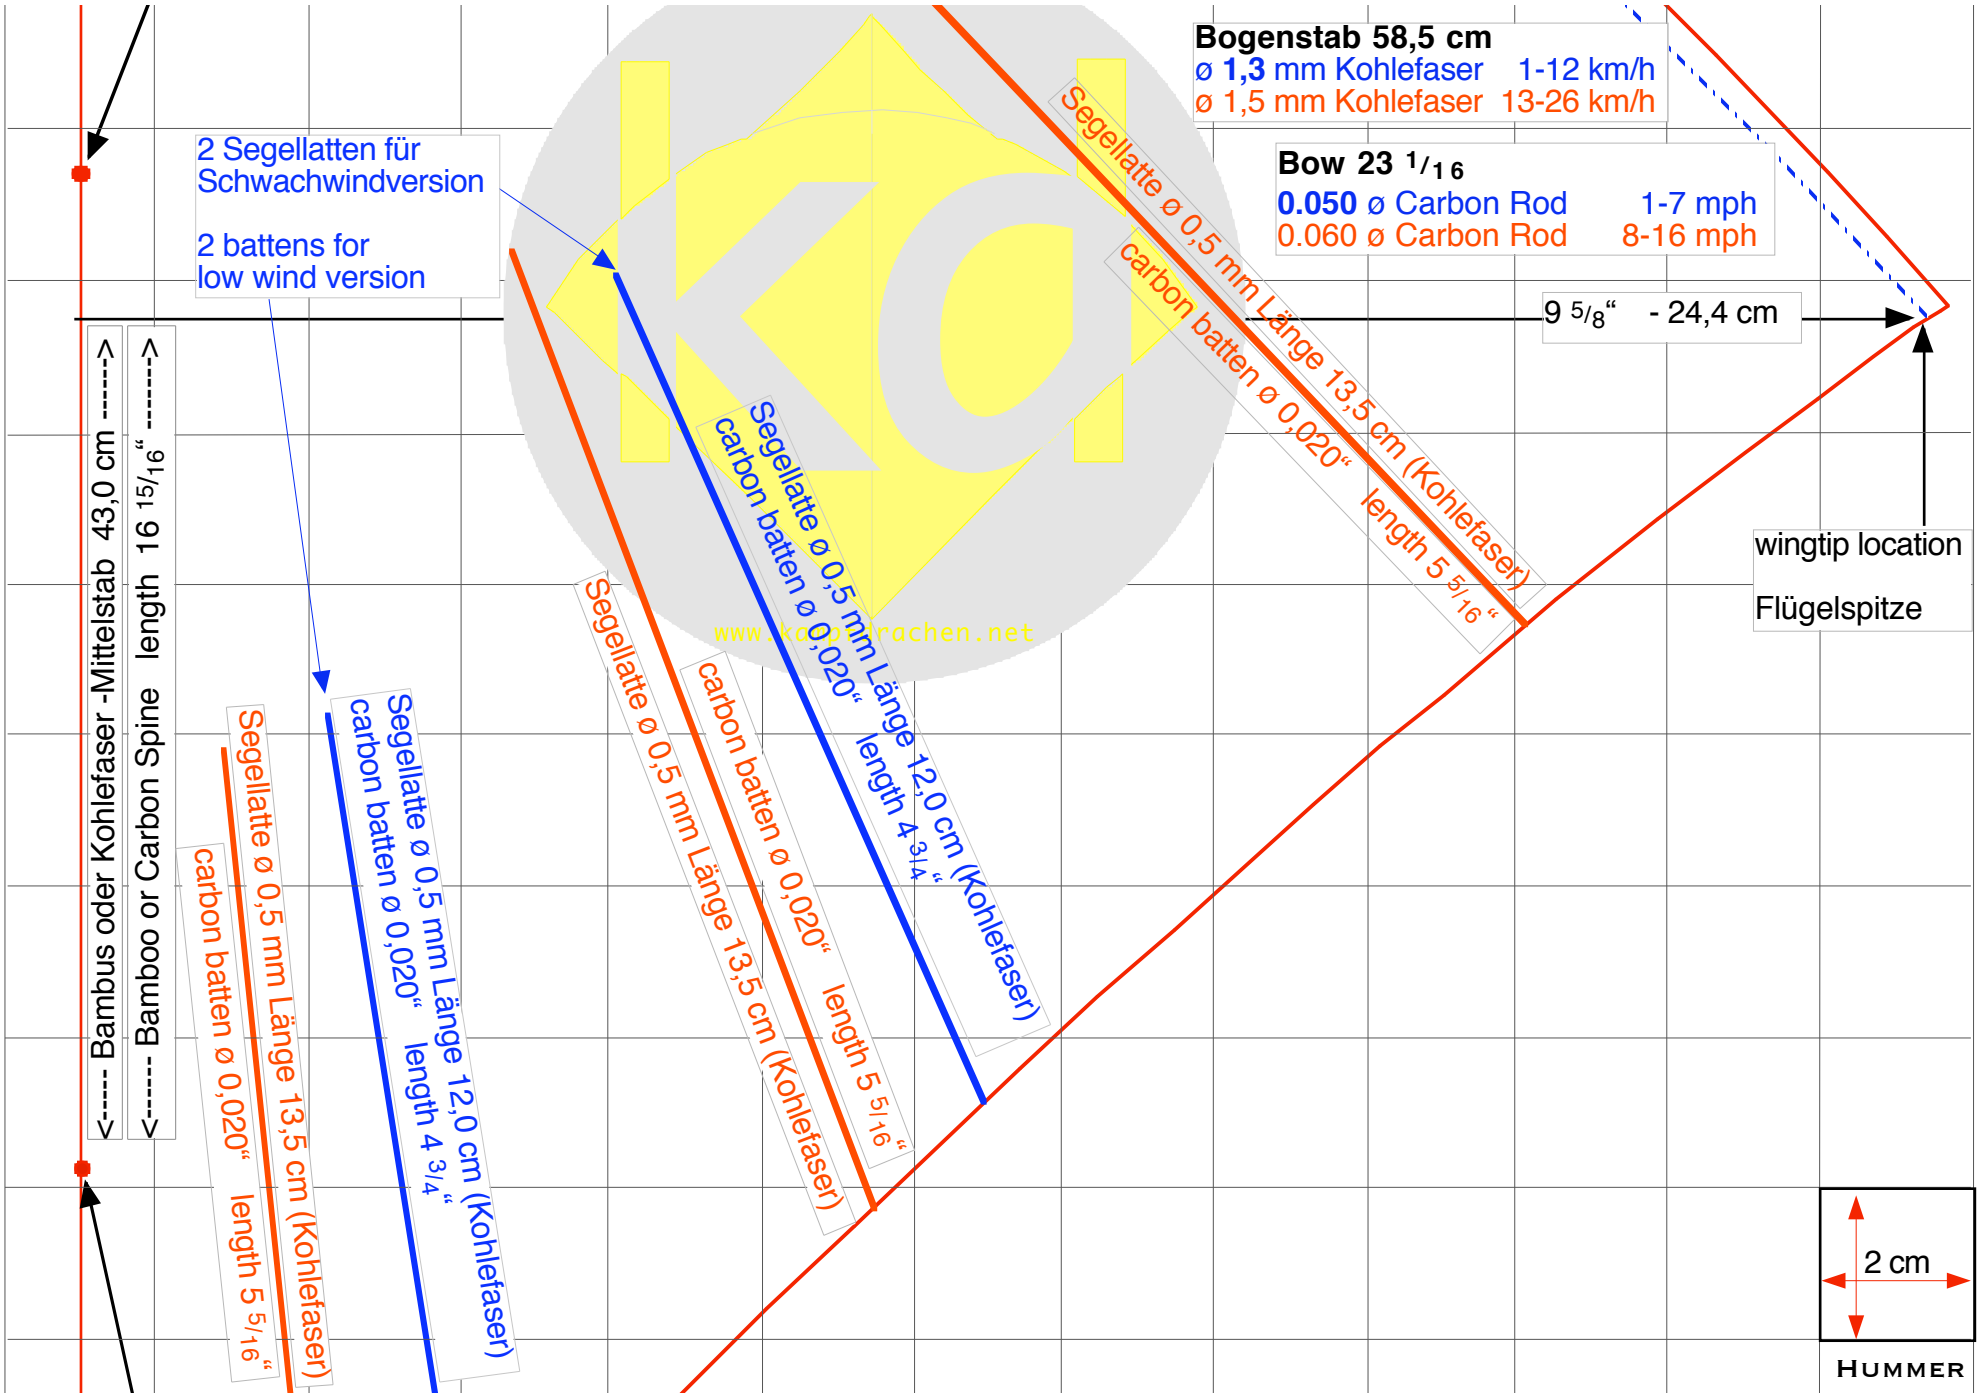 Bogenstab 58,5 cm
ø 1,3 mm Kohlefaser 1-12 km/h
ø 1,5 mm Kohlefaser 13-26 km/h
Bow 23 1/16
0.050 ø Carbon Rod 1-7 mph
0.060 ø Carbon Rod 8-16 mph
2 Segellatten für
Schwachwindversion
2 battens for
low wind version
9 5/8“ - 24,4 cm
wingtip location
Flügelspitze
<----- Bambus oder Kohlefaser -Mittelstab 43,0 cm ------>
<----- Bamboo or Carbon Spine length 16 15/16“ ------>
KO
Segellatte ø 0,5 mm Länge 13,5 cm (Kohlefaser)
carbon batten ø 0,020“ length 5 5/16“
Segellatte ø 0,5 mm Länge 12,0 cm (Kohlefaser)
carbon batten ø 0,020“ length 4 3/4“
carbon batten ø 0,020“ length 5 5/16“
Segellatte ø 0,5 mm Länge 13,5 cm (Kohlefaser)
Segellatte ø 0,5 mm Länge 12,0 cm (Kohlefaser)
carbon batten ø 0,020“ length 4 3/4“
Segellatte ø 0,5 mm Länge 13,5 cm (Kohlefaser)
carbon batten ø 0,020“ length 5 5/16“
2 cm
HUMMER